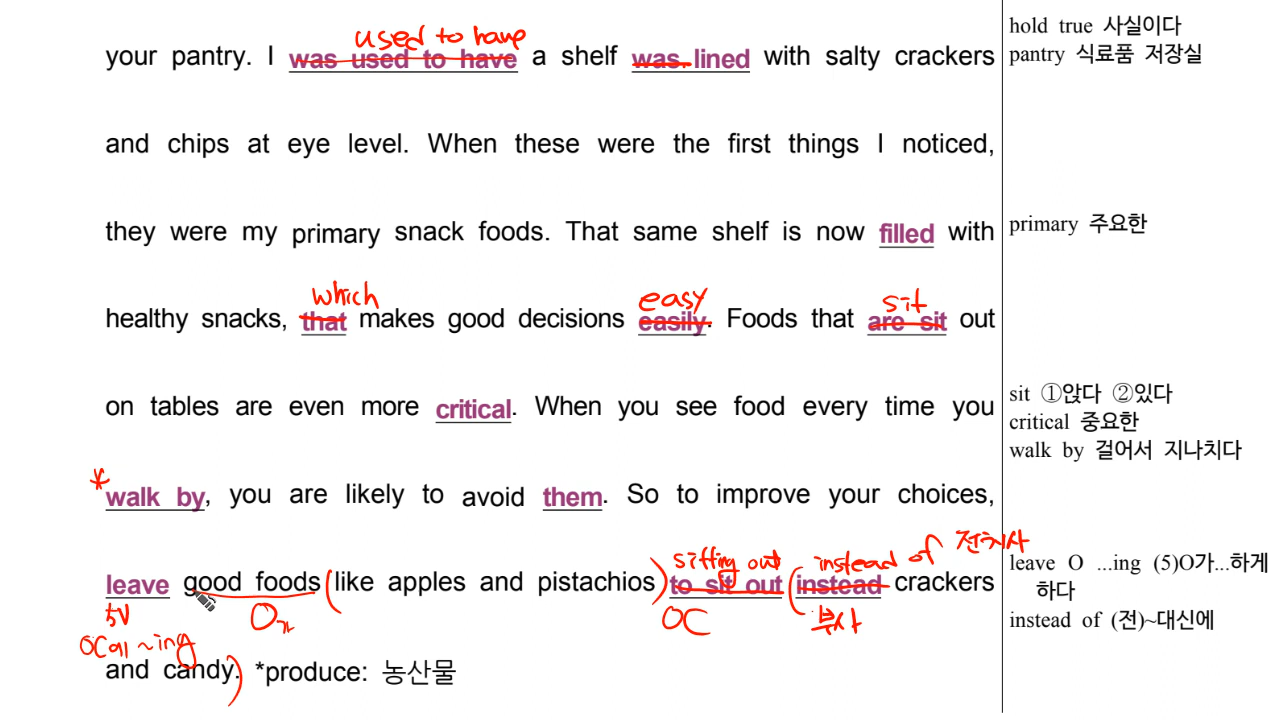 used to have
your pantry. I was used to have a shelf was lined with salty crackers
hold true 사실이다
pantry 식료품 저장실
and chips at eye level. When these were the first things I noticed,
they were my primary snack foods. That same shelf is now filled with
primary 주요한
which easy sit
healthy snacks, that makes good decisions easily. Foods that are sit out
on tables are even more critical. When you see food every time you
sit ①앉다 ②있다
critical 중요한
walk by 걸어서 지나치다
*walk by, you are likely to avoid them. So to improve your choices,
sitting out instead of 전치사
leave good foods (like apples and pistachios) to sit out (instead crackers
leave O ...ing (5)O가...하게
하다
instead of (전)~대신에
5V O가 OC 부사
OC에 ~ing
and candy.) *produce: 농산물